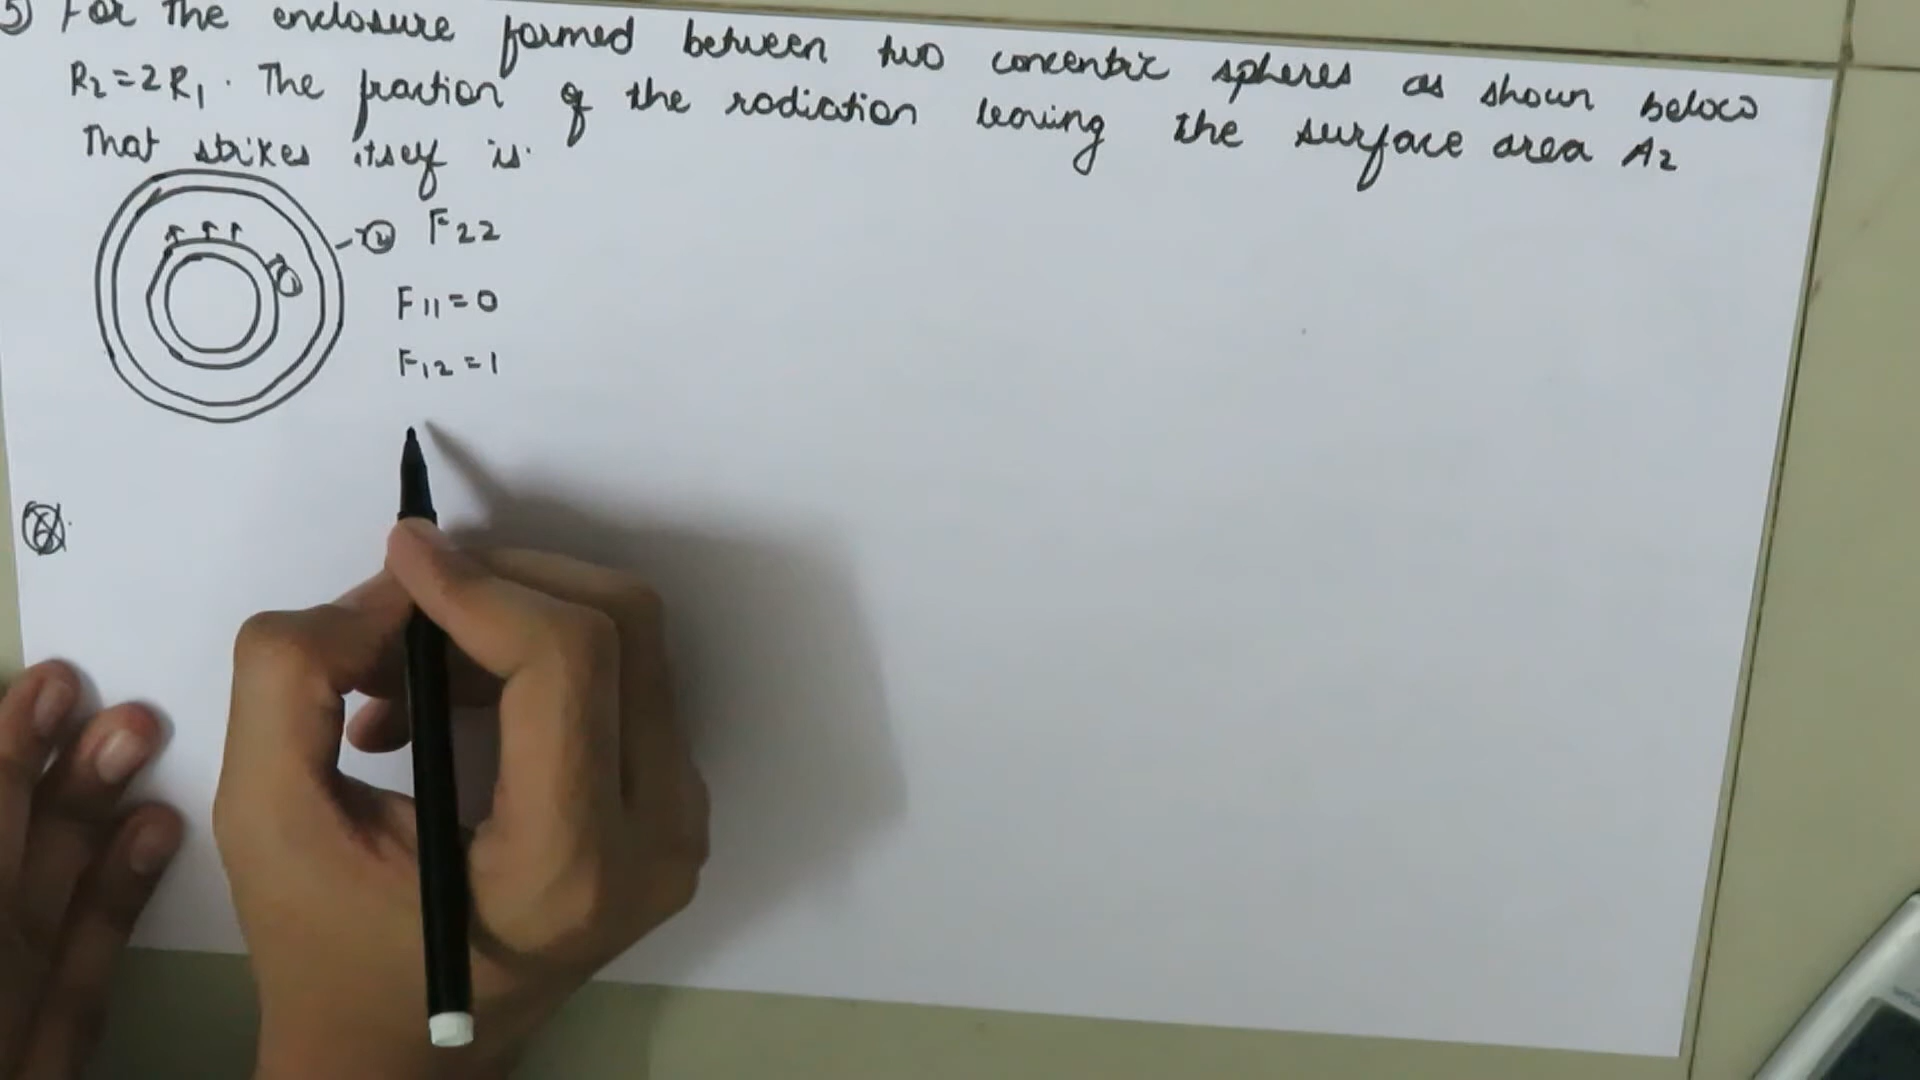 5) For the enclosure formed between two concentric spheres as shown below
R2 = 2R1. The fraction of the radiation leaving the surface area A2
That strikes itself is.
2 F22
F11 = 0
F12 = 1